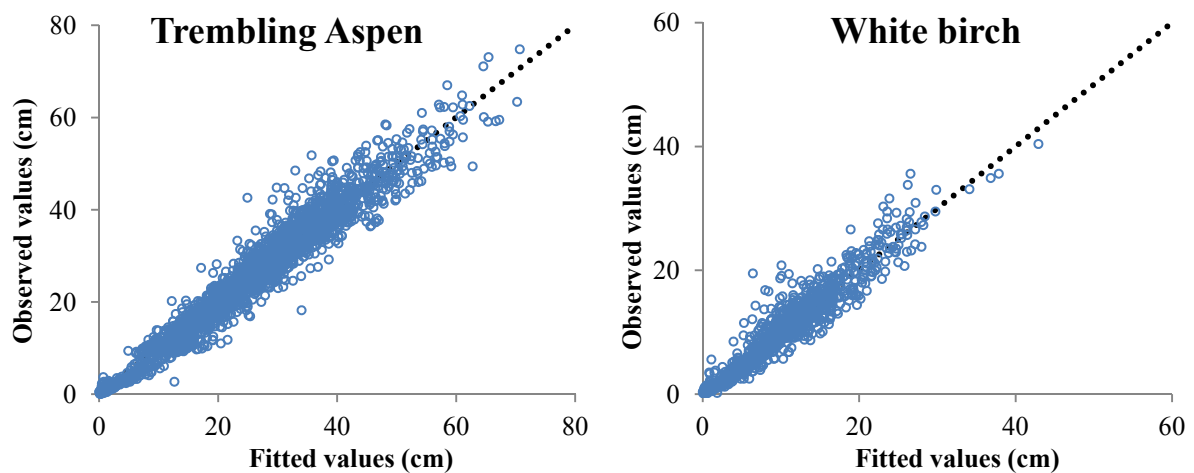 Trembling Aspen
Observed values (cm)
80
60
40
20
0
0 20 40 60 80
Fitted values (cm)
White birch
Observed values (cm)
60
40
20
0
0 20 40 60
Fitted values (cm)